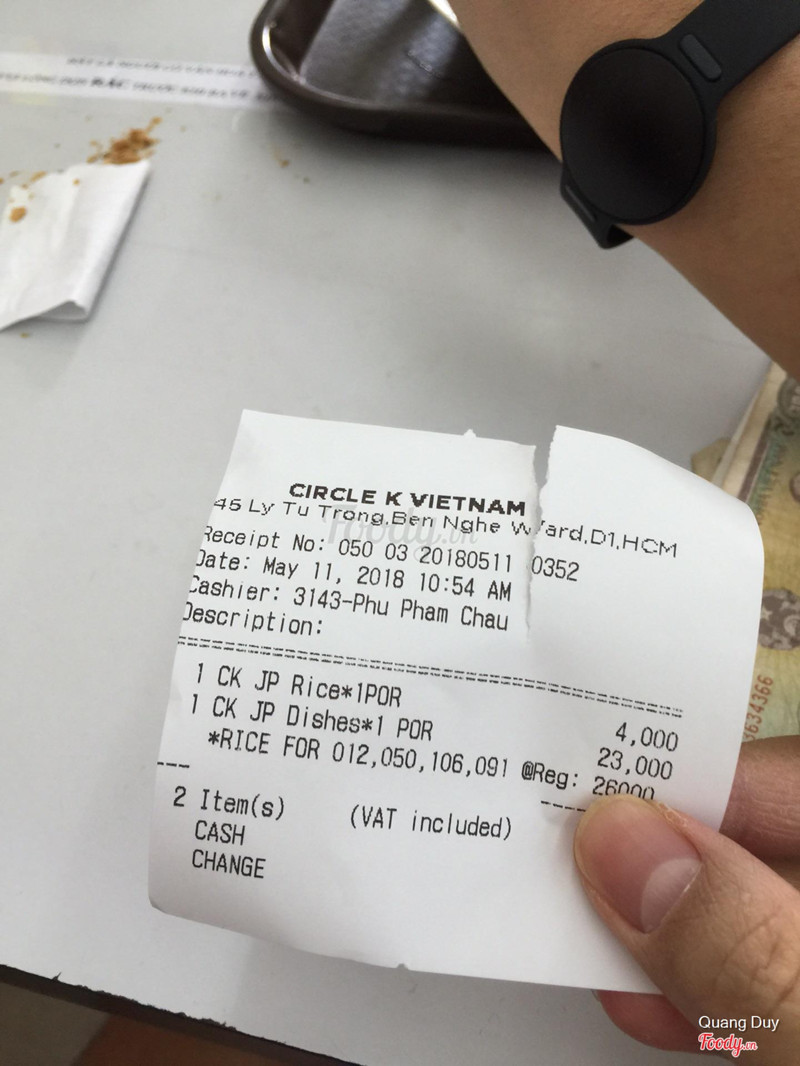 CIRCLE K VIETNAM
45 Ly Tu Trong,Ben Nghe Ward,D1,HCM
Receipt No: 050 03 20180511 0352
Date: May 11, 2018 10:54 AM
Cashier: 3143-Phu Pham Chau
Description:
1 CK JP Rice*1POR 4,000
1 CK JP Dishes*1 POR 23,000
*RICE FOR 012,050,106,091 @Reg: 26000
2 Item(s) (VAT included)
CASH
CHANGE
3634366
Foody.vn
Quang Duy
Foody.vn